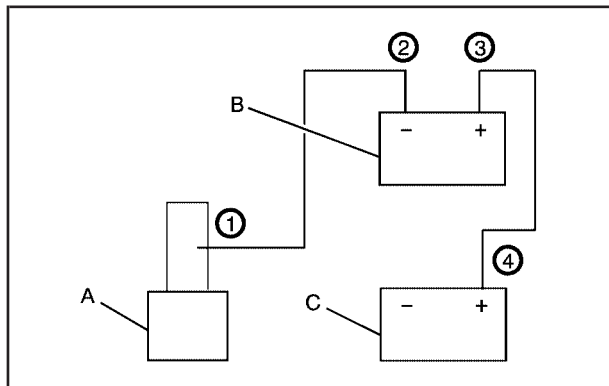 ② ③
B
− +
①
④
A
C
− +